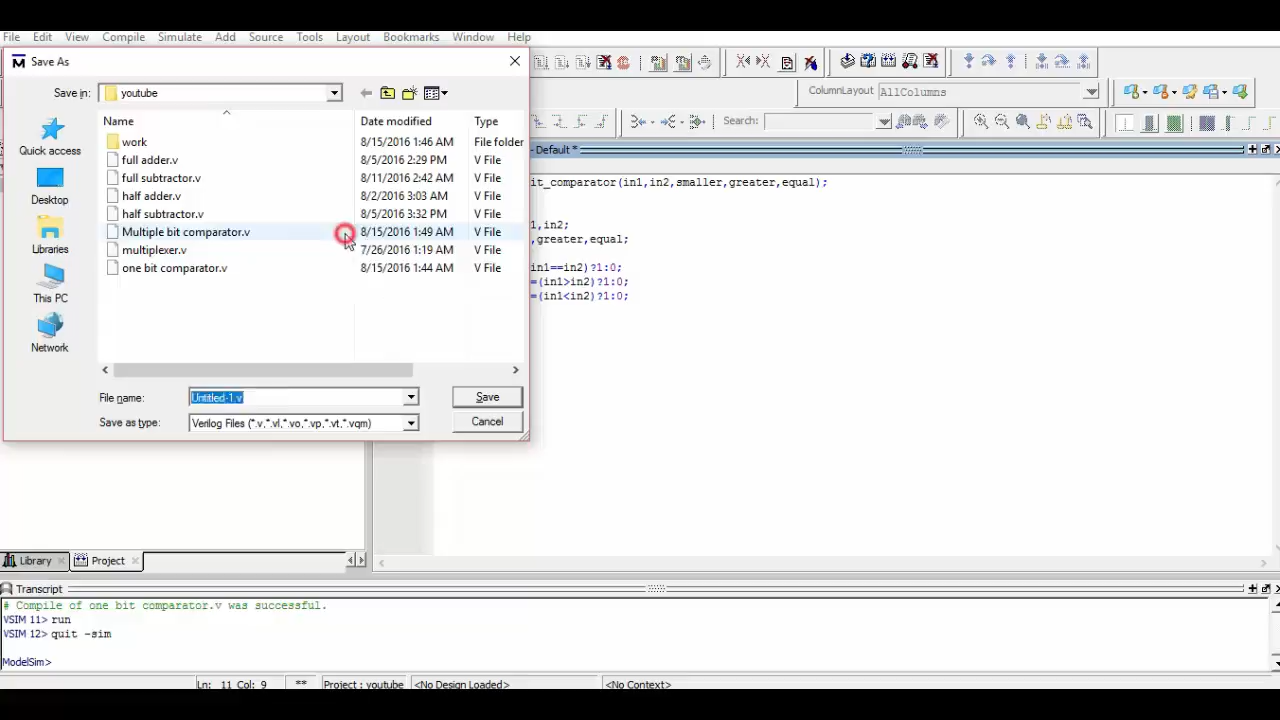 File Edit View Compile Simulate Add Source Tools Layout Bookmarks Window Help
Save As
Save in: youtube
ColumnLayout AllColumns
Name Date modified Type
Search:
work 8/15/2016 1:46 AM File folder
full adder.v 8/5/2016 2:29 PM V File
full subtractor.v 8/11/2016 2:42 AM V File
half adder.v 8/2/2016 3:03 AM V File
half subtractor.v 8/5/2016 3:32 PM V File
Multiple bit comparator.v 8/15/2016 1:49 AM V File
multiplexer.v 7/26/2016 1:19 AM V File
one bit comparator.v 8/15/2016 1:44 AM V File
Quick access
Desktop
Libraries
This PC
Network
File name: Untitled-1.v Save
Save as type: Verilog Files (*.v,*.vl,*.vo,*.vp,*.vt,*.vqm) Cancel
- Default *
it_comparator(in1,in2,smaller,greater,equal);
1,in2;
,greater,equal;
in1==in2)?1:0;
=(in1>in2)?1:0;
=(in1<in2)?1:0;
Library Project
Transcript
# Compile of one bit comparator.v was successful.
VSIM 11> run
VSIM 12> quit -sim
ModelSim>
Ln: 11 Col: 9 ** Project : youtube <No Design Loaded> <No Context>